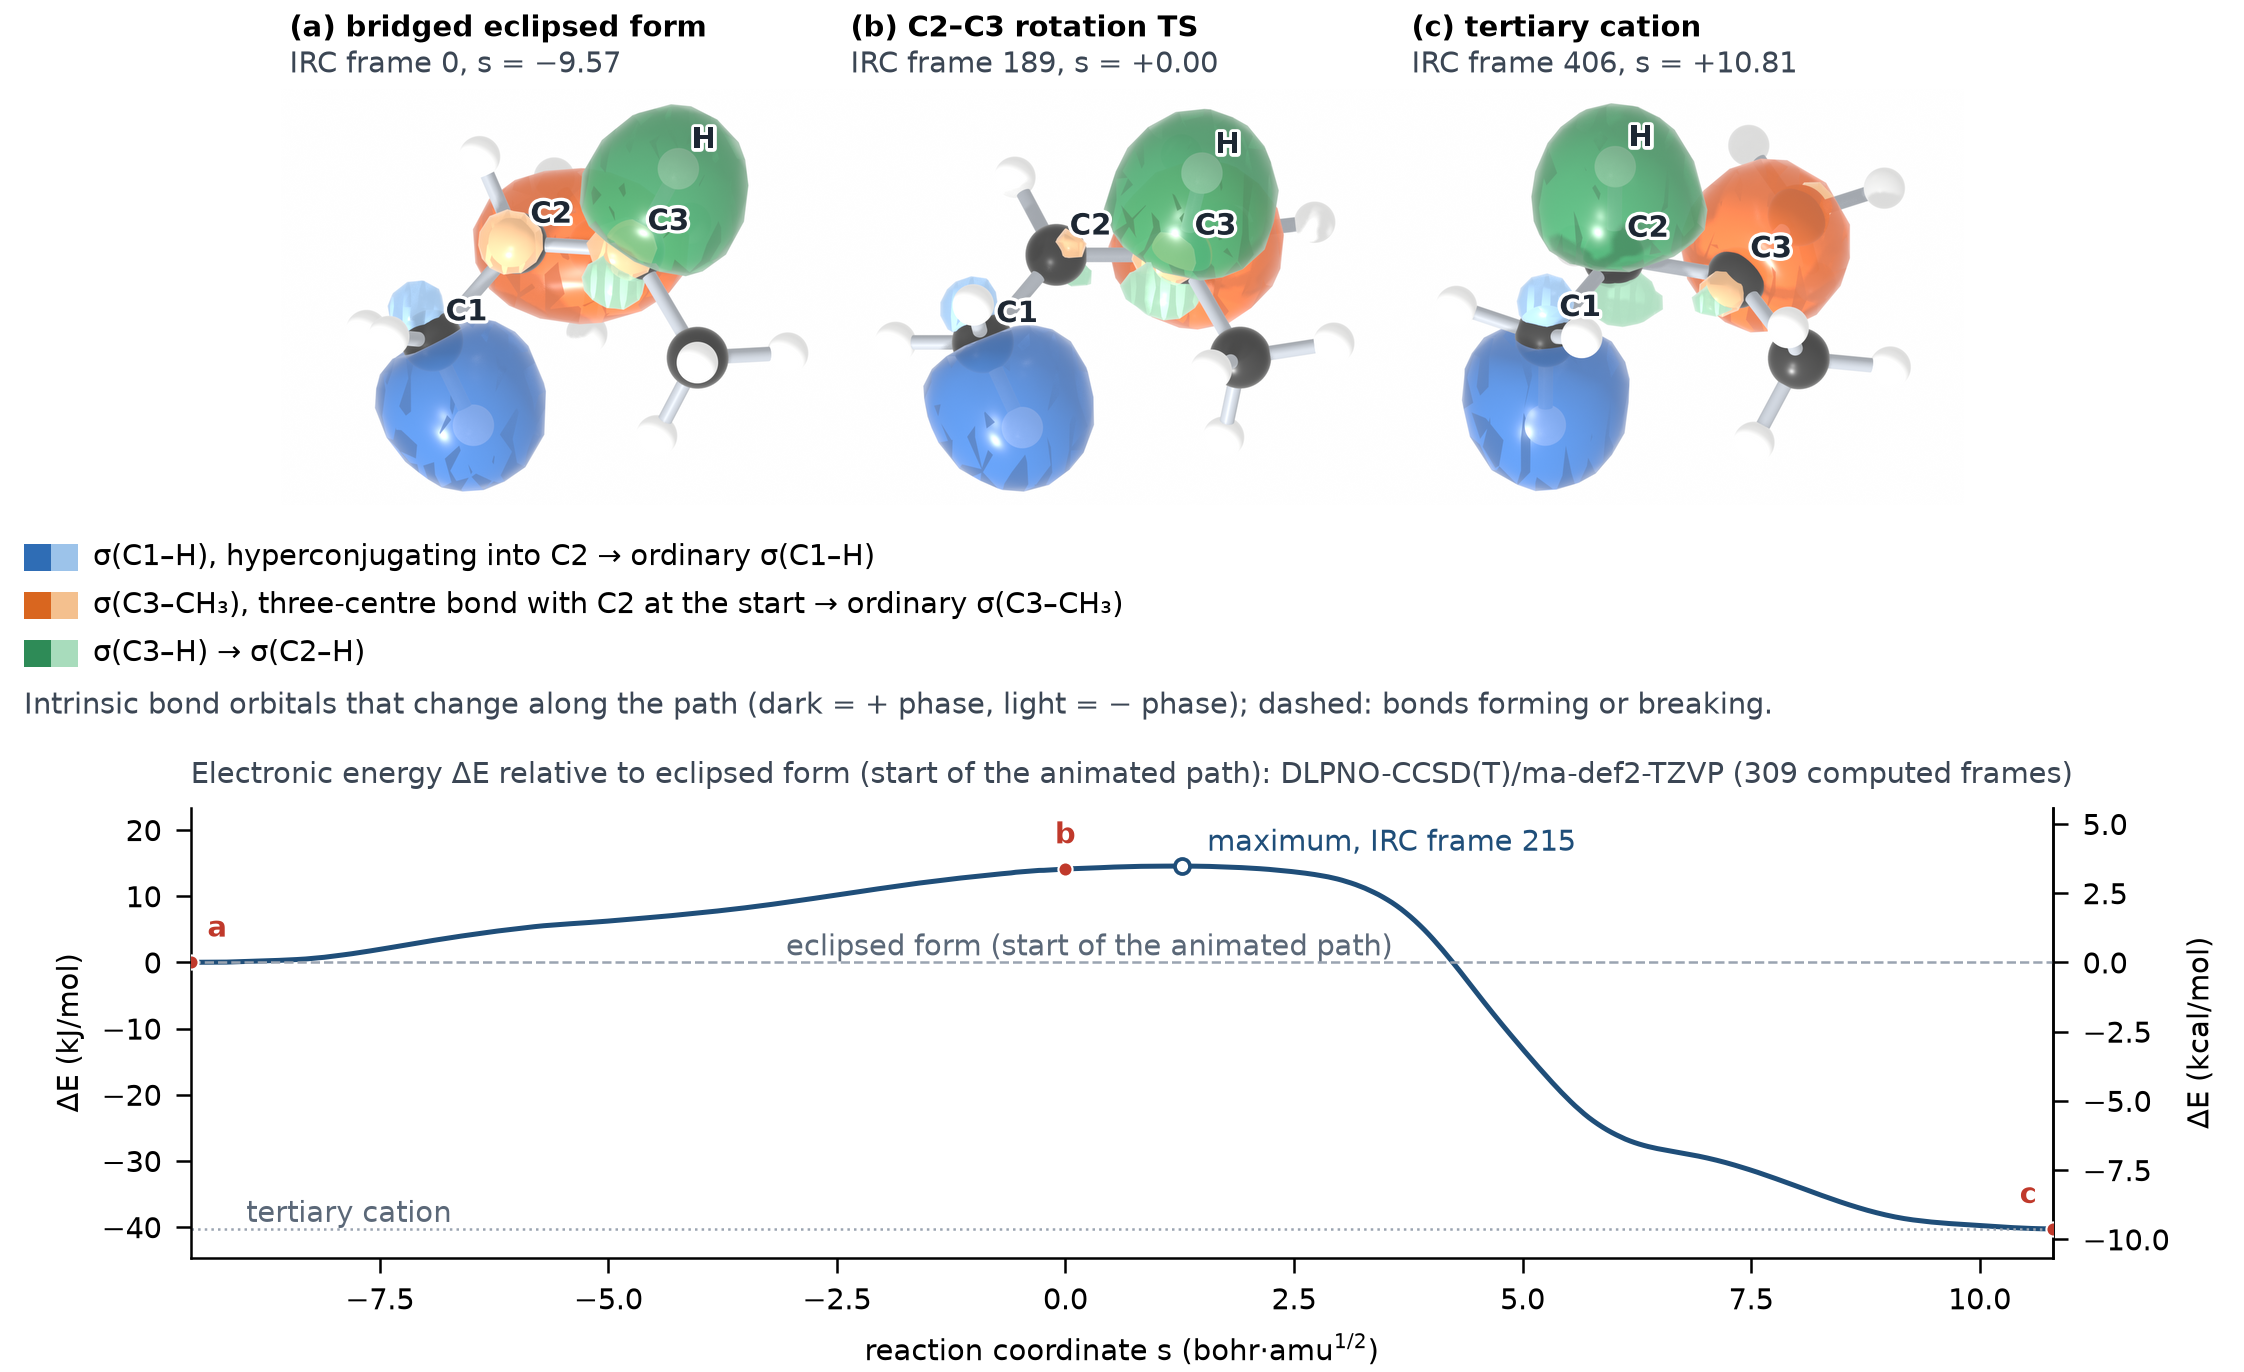 (a) bridged eclipsed form
IRC frame 0, s = −9.57
(b) C2–C3 rotation TS
IRC frame 189, s = +0.00
(c) tertiary cation
IRC frame 406, s = +10.81
H
C2
C3
C1
H
C2
C3
C1
H
C2
C3
C1
σ(C1–H), hyperconjugating into C2 → ordinary σ(C1–H)
σ(C3–CH₃), three-centre bond with C2 at the start → ordinary σ(C3–CH₃)
σ(C3–H) → σ(C2–H)
Intrinsic bond orbitals that change along the path (dark = + phase, light = − phase); dashed: bonds forming or breaking.
Electronic energy ΔE relative to eclipsed form (start of the animated path): DLPNO-CCSD(T)/ma-def2-TZVP (309 computed frames)
20
10
0
−10
−20
−30
−40
ΔE (kJ/mol)
a
b
maximum, IRC frame 215
eclipsed form (start of the animated path)
tertiary cation
c
5.0
2.5
0.0
−2.5
−5.0
−7.5
−10.0
ΔE (kcal/mol)
−7.5
−5.0
−2.5
0.0
2.5
5.0
7.5
10.0
reaction coordinate s (bohr·amu^1/2)